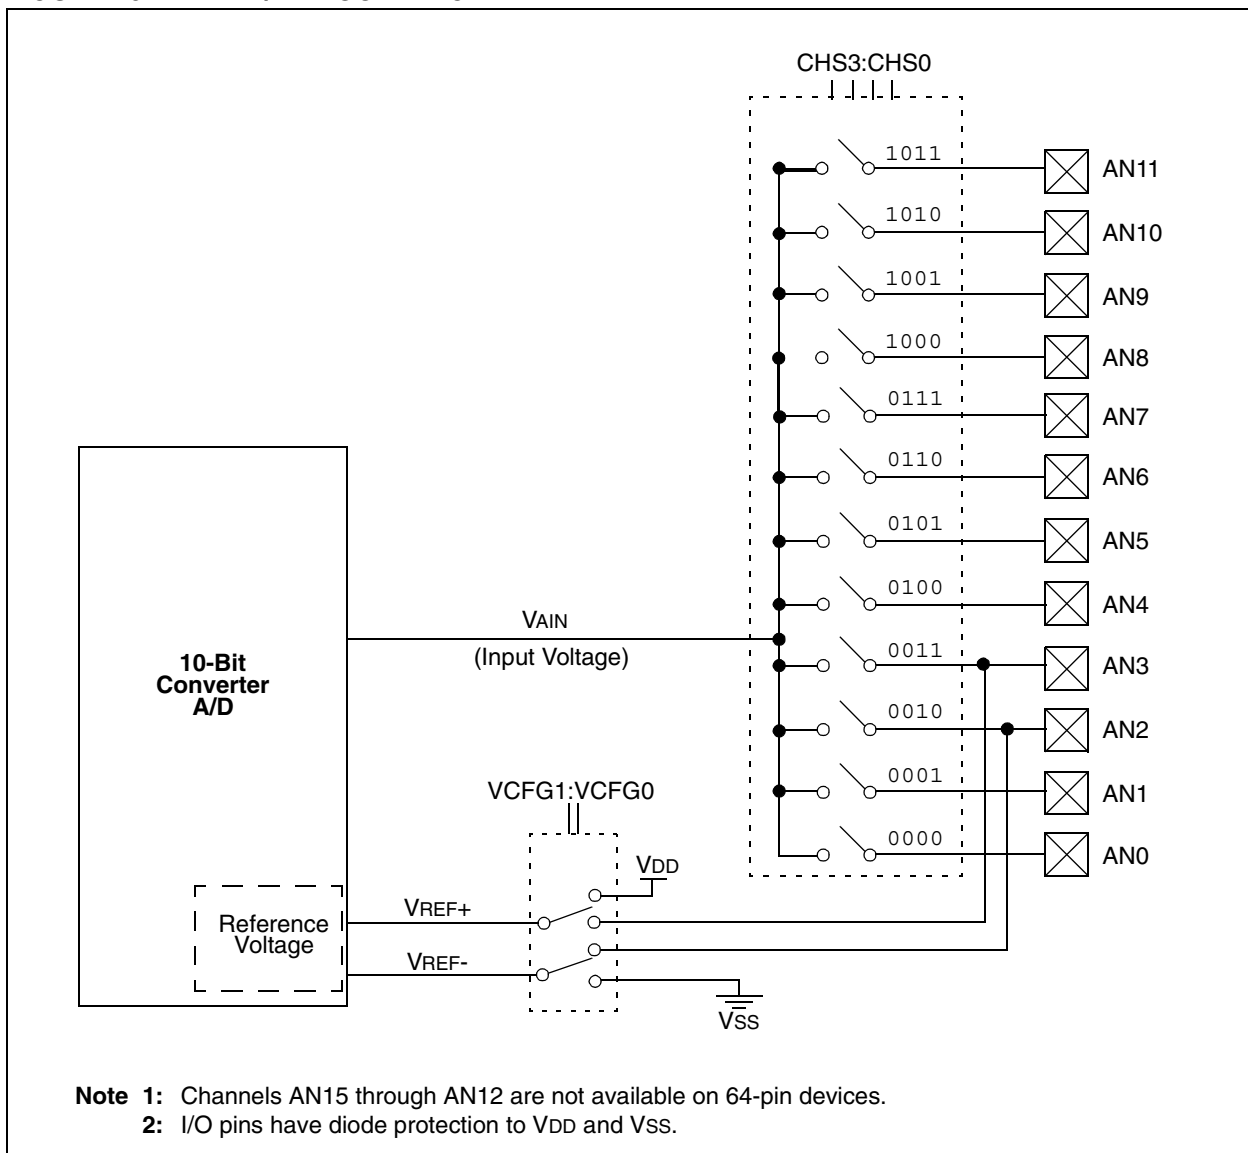 CHS3:CHS0
1011 AN11
1010 AN10
1001 AN9
1000 AN8
0111 AN7
0110 AN6
0101 AN5
0100 AN4
VAIN
(Input Voltage)
10-Bit
Converter
A/D
0011 AN3
0010 AN2
0001 AN1
0000 AN0
VCFG1:VCFG0
VDD
Reference
Voltage
VREF+
VREF-
VSS
Note 1: Channels AN15 through AN12 are not available on 64-pin devices.
2: I/O pins have diode protection to VDD and VSS.